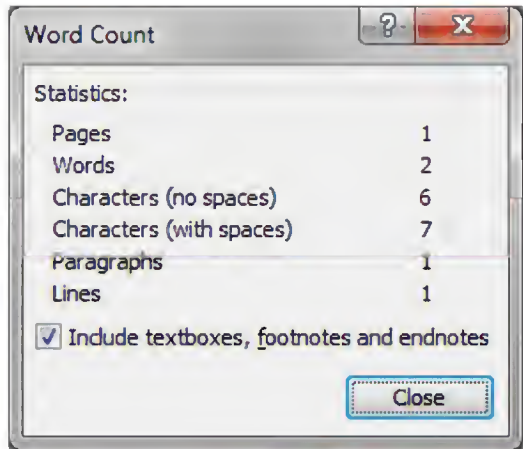 Word Count
?
X
Statistics:
Pages 1
Words 2
Characters (no spaces) 6
Characters (with spaces) 7
Paragraphs 1
Lines 1
Include textboxes, footnotes and endnotes
Close